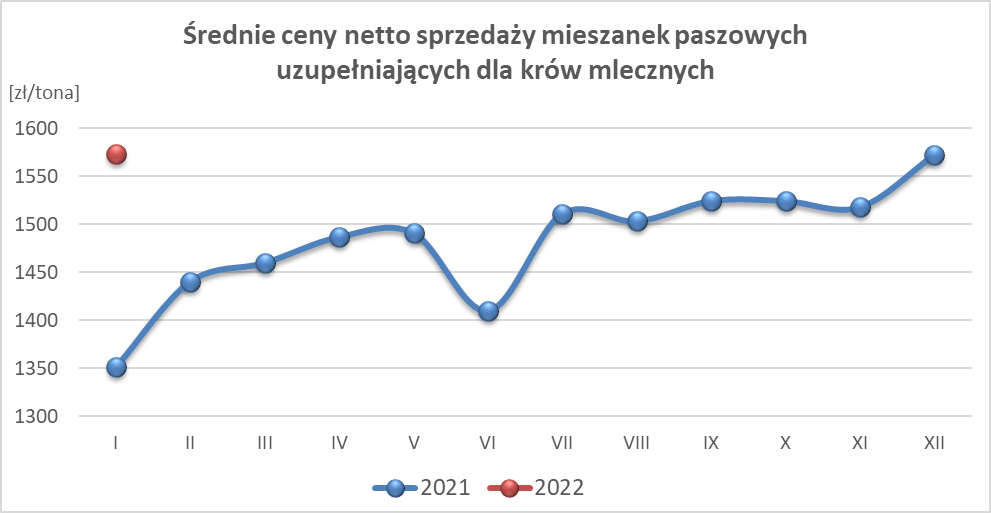 Średnie ceny netto sprzedaży mieszanek paszowych
uzupełniających dla krów mlecznych
[zł/tona]
1600
1550
1500
1450
1400
1350
1300
I II III IV V VI VII VIII IX X XI XII
2021 2022